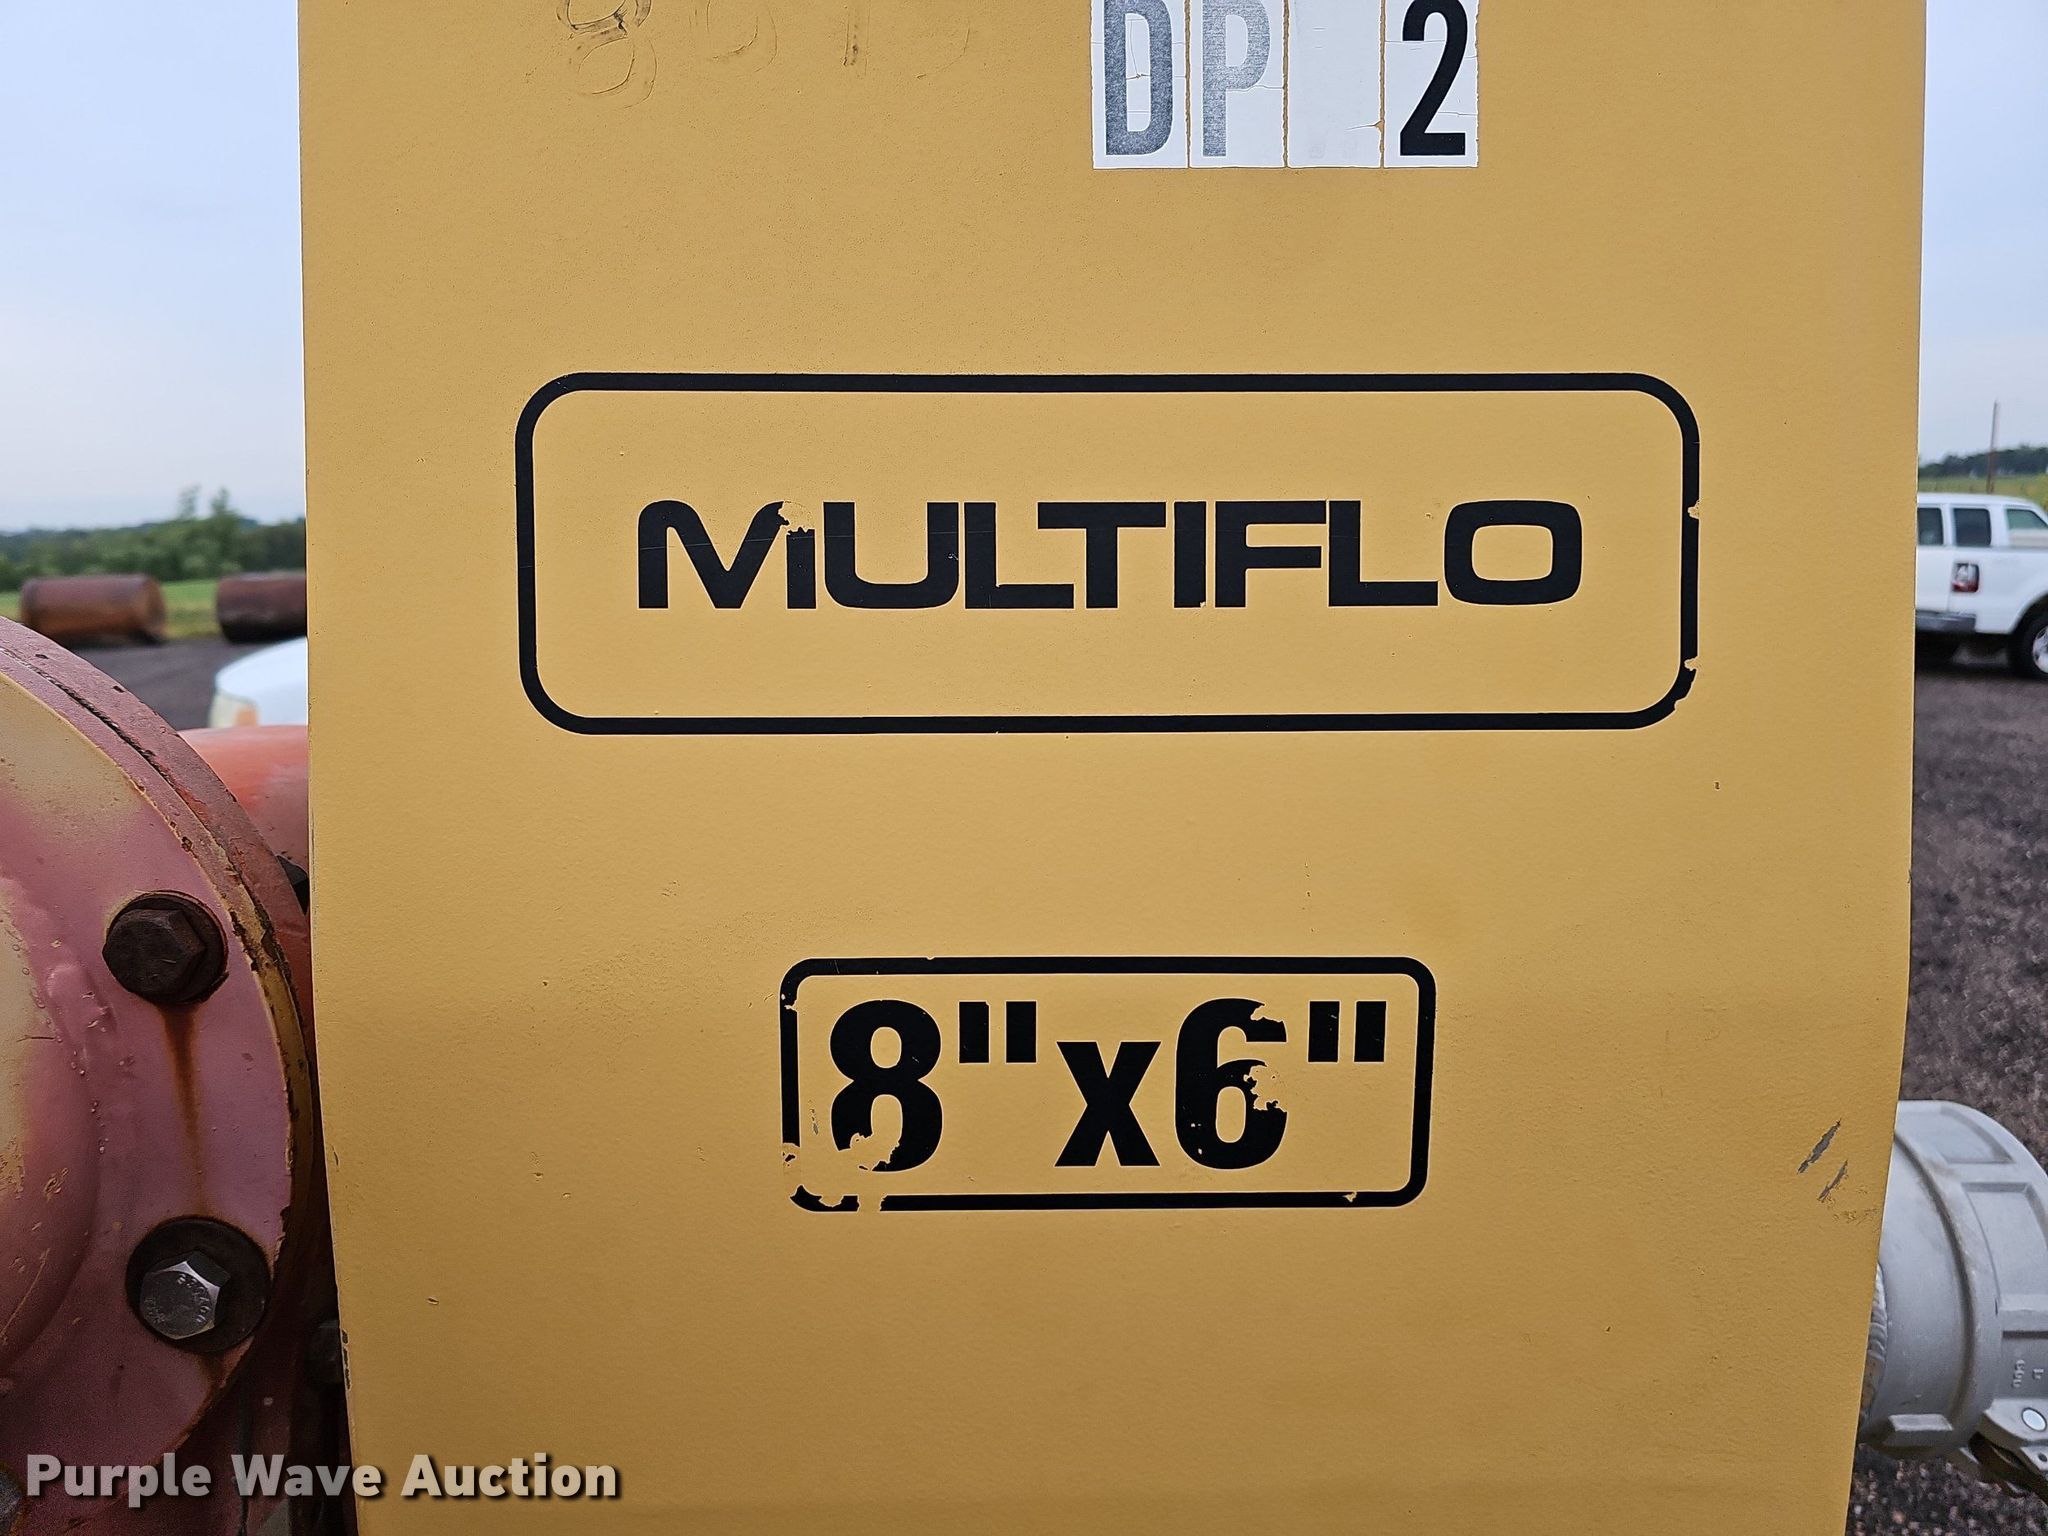 DP 2
MULTIFLO
8"x6"
Purple Wave Auction